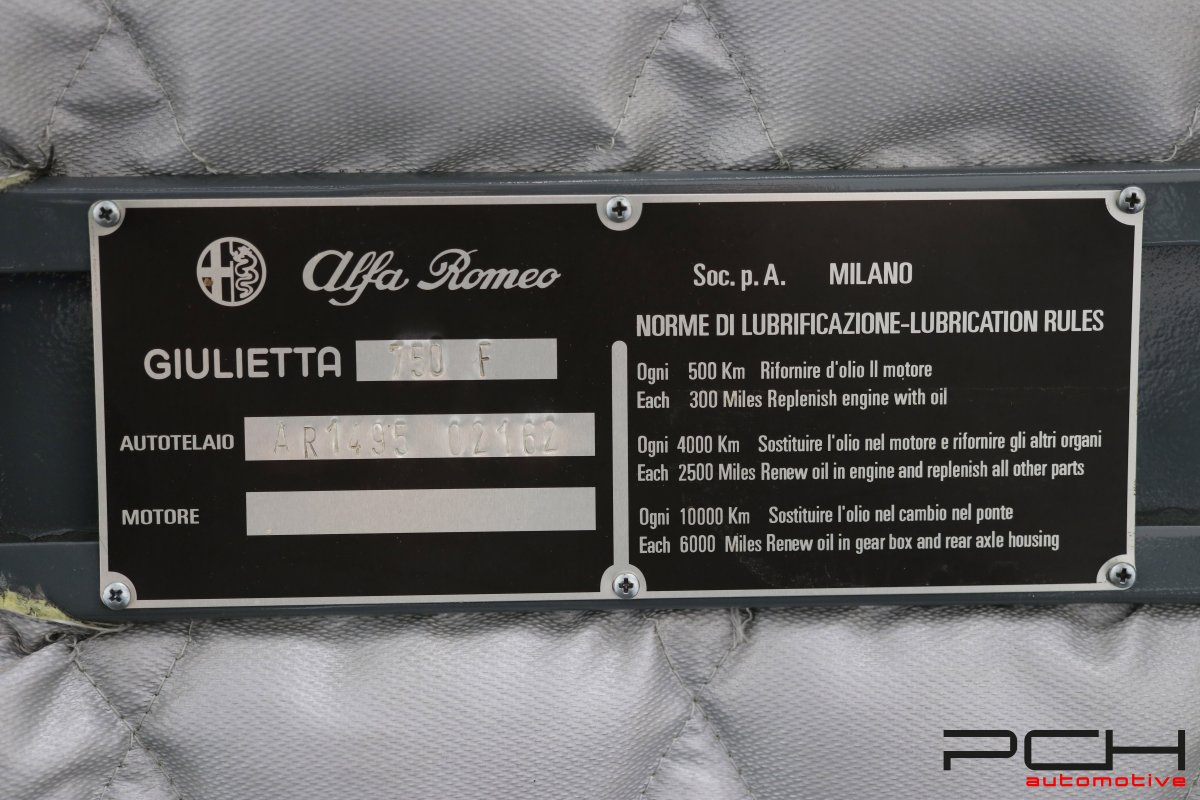 Alfa Romeo
GIULIETTA 750 F
AUTOTELAIO AR1495 02162
MOTORE
Soc. p. A. MILANO
NORME DI LUBRIFICAZIONE-LUBRICATION RULES
Ogni 500 Km Rifornire d'olio Il motore
Each 300 Miles Replenish engine with oil
Ogni 4000 Km Sostituire l'olio nel motore e rifornire gli altri organi
Each 2500 Miles Renew oil in engine and replenish all other parts
Ogni 10000 Km Sostituire l'olio nel cambio nel ponte
Each 6000 Miles Renew oil in gear box and rear axle housing
PCH
automotive